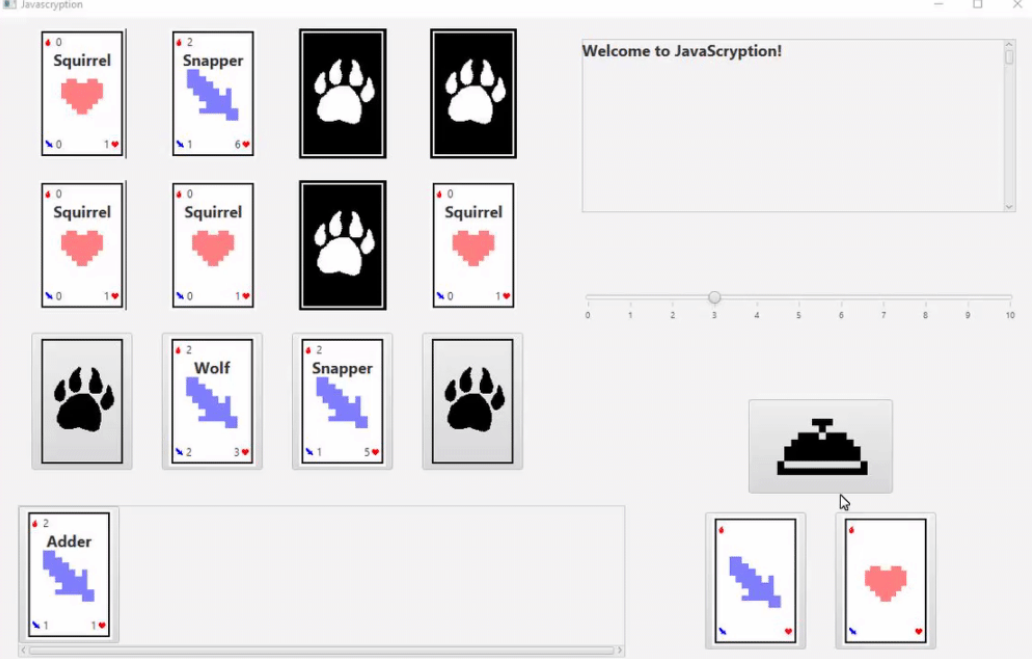 Javascryption
0
Squirrel
0 1
2
Snapper
1 6
Welcome to JavaScryption!
0
Squirrel
0 1
0
Squirrel
0 1
0
Squirrel
0 1
0 1 2 3 4 5 6 7 8 9 10
2
Wolf
2 3
2
Snapper
1 5
2
Adder
1 1